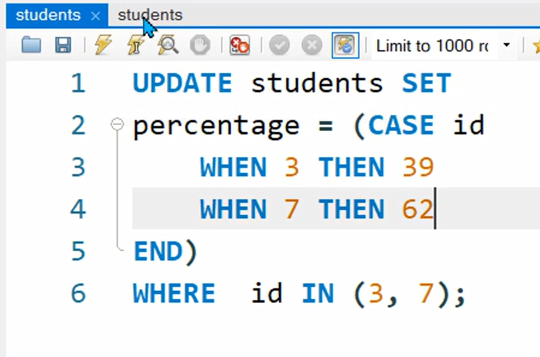 students × students
Limit to 1000 rc
1 UPDATE students SET
2 percentage = (CASE id
3 WHEN 3 THEN 39
4 WHEN 7 THEN 62
5 END)
6 WHERE id IN (3, 7);